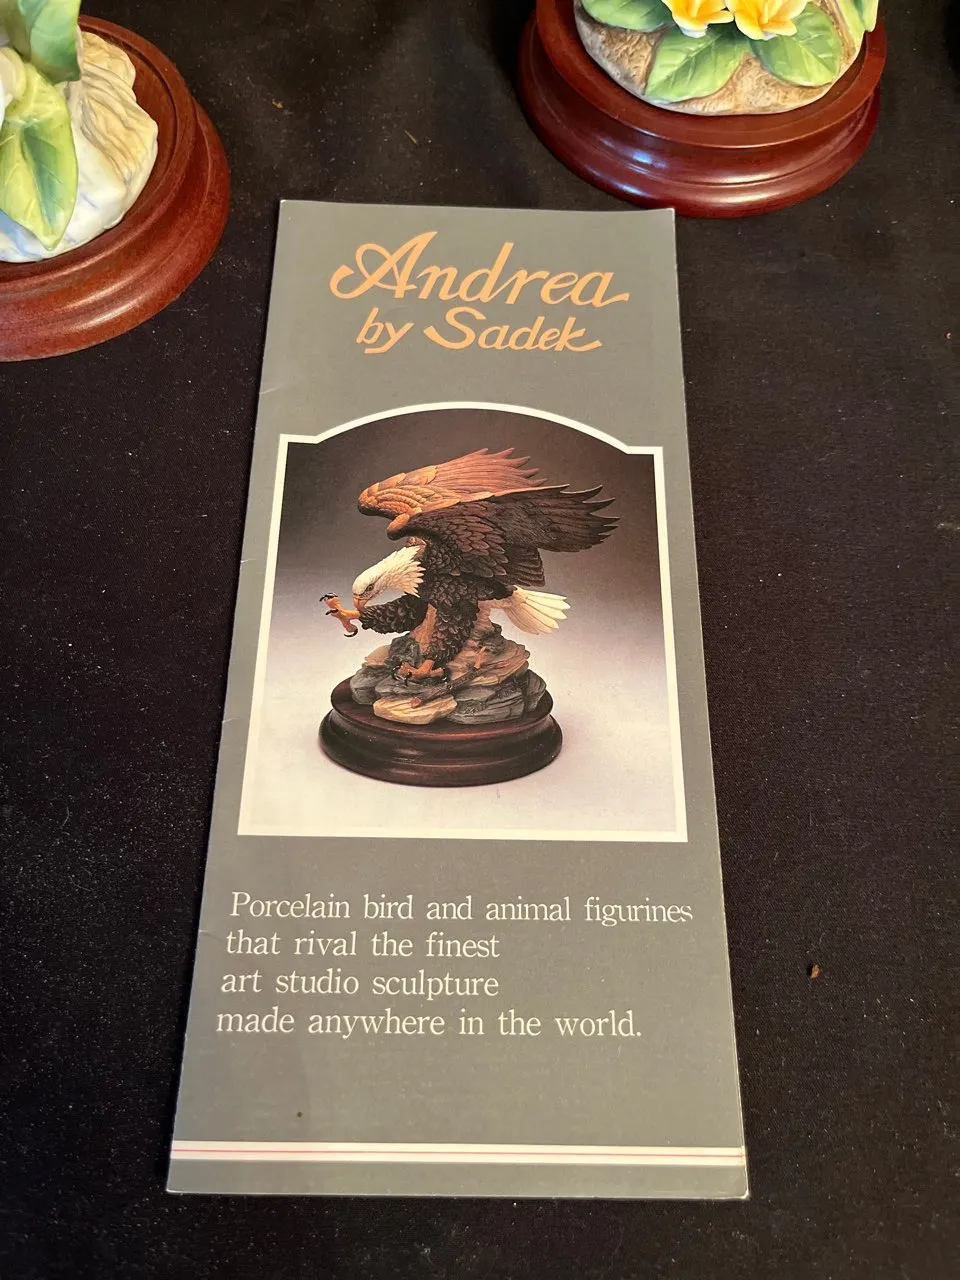 Andrea
by Sadek
Porcelain bird and animal figurines
that rival the finest
art studio sculpture
made anywhere in the world.